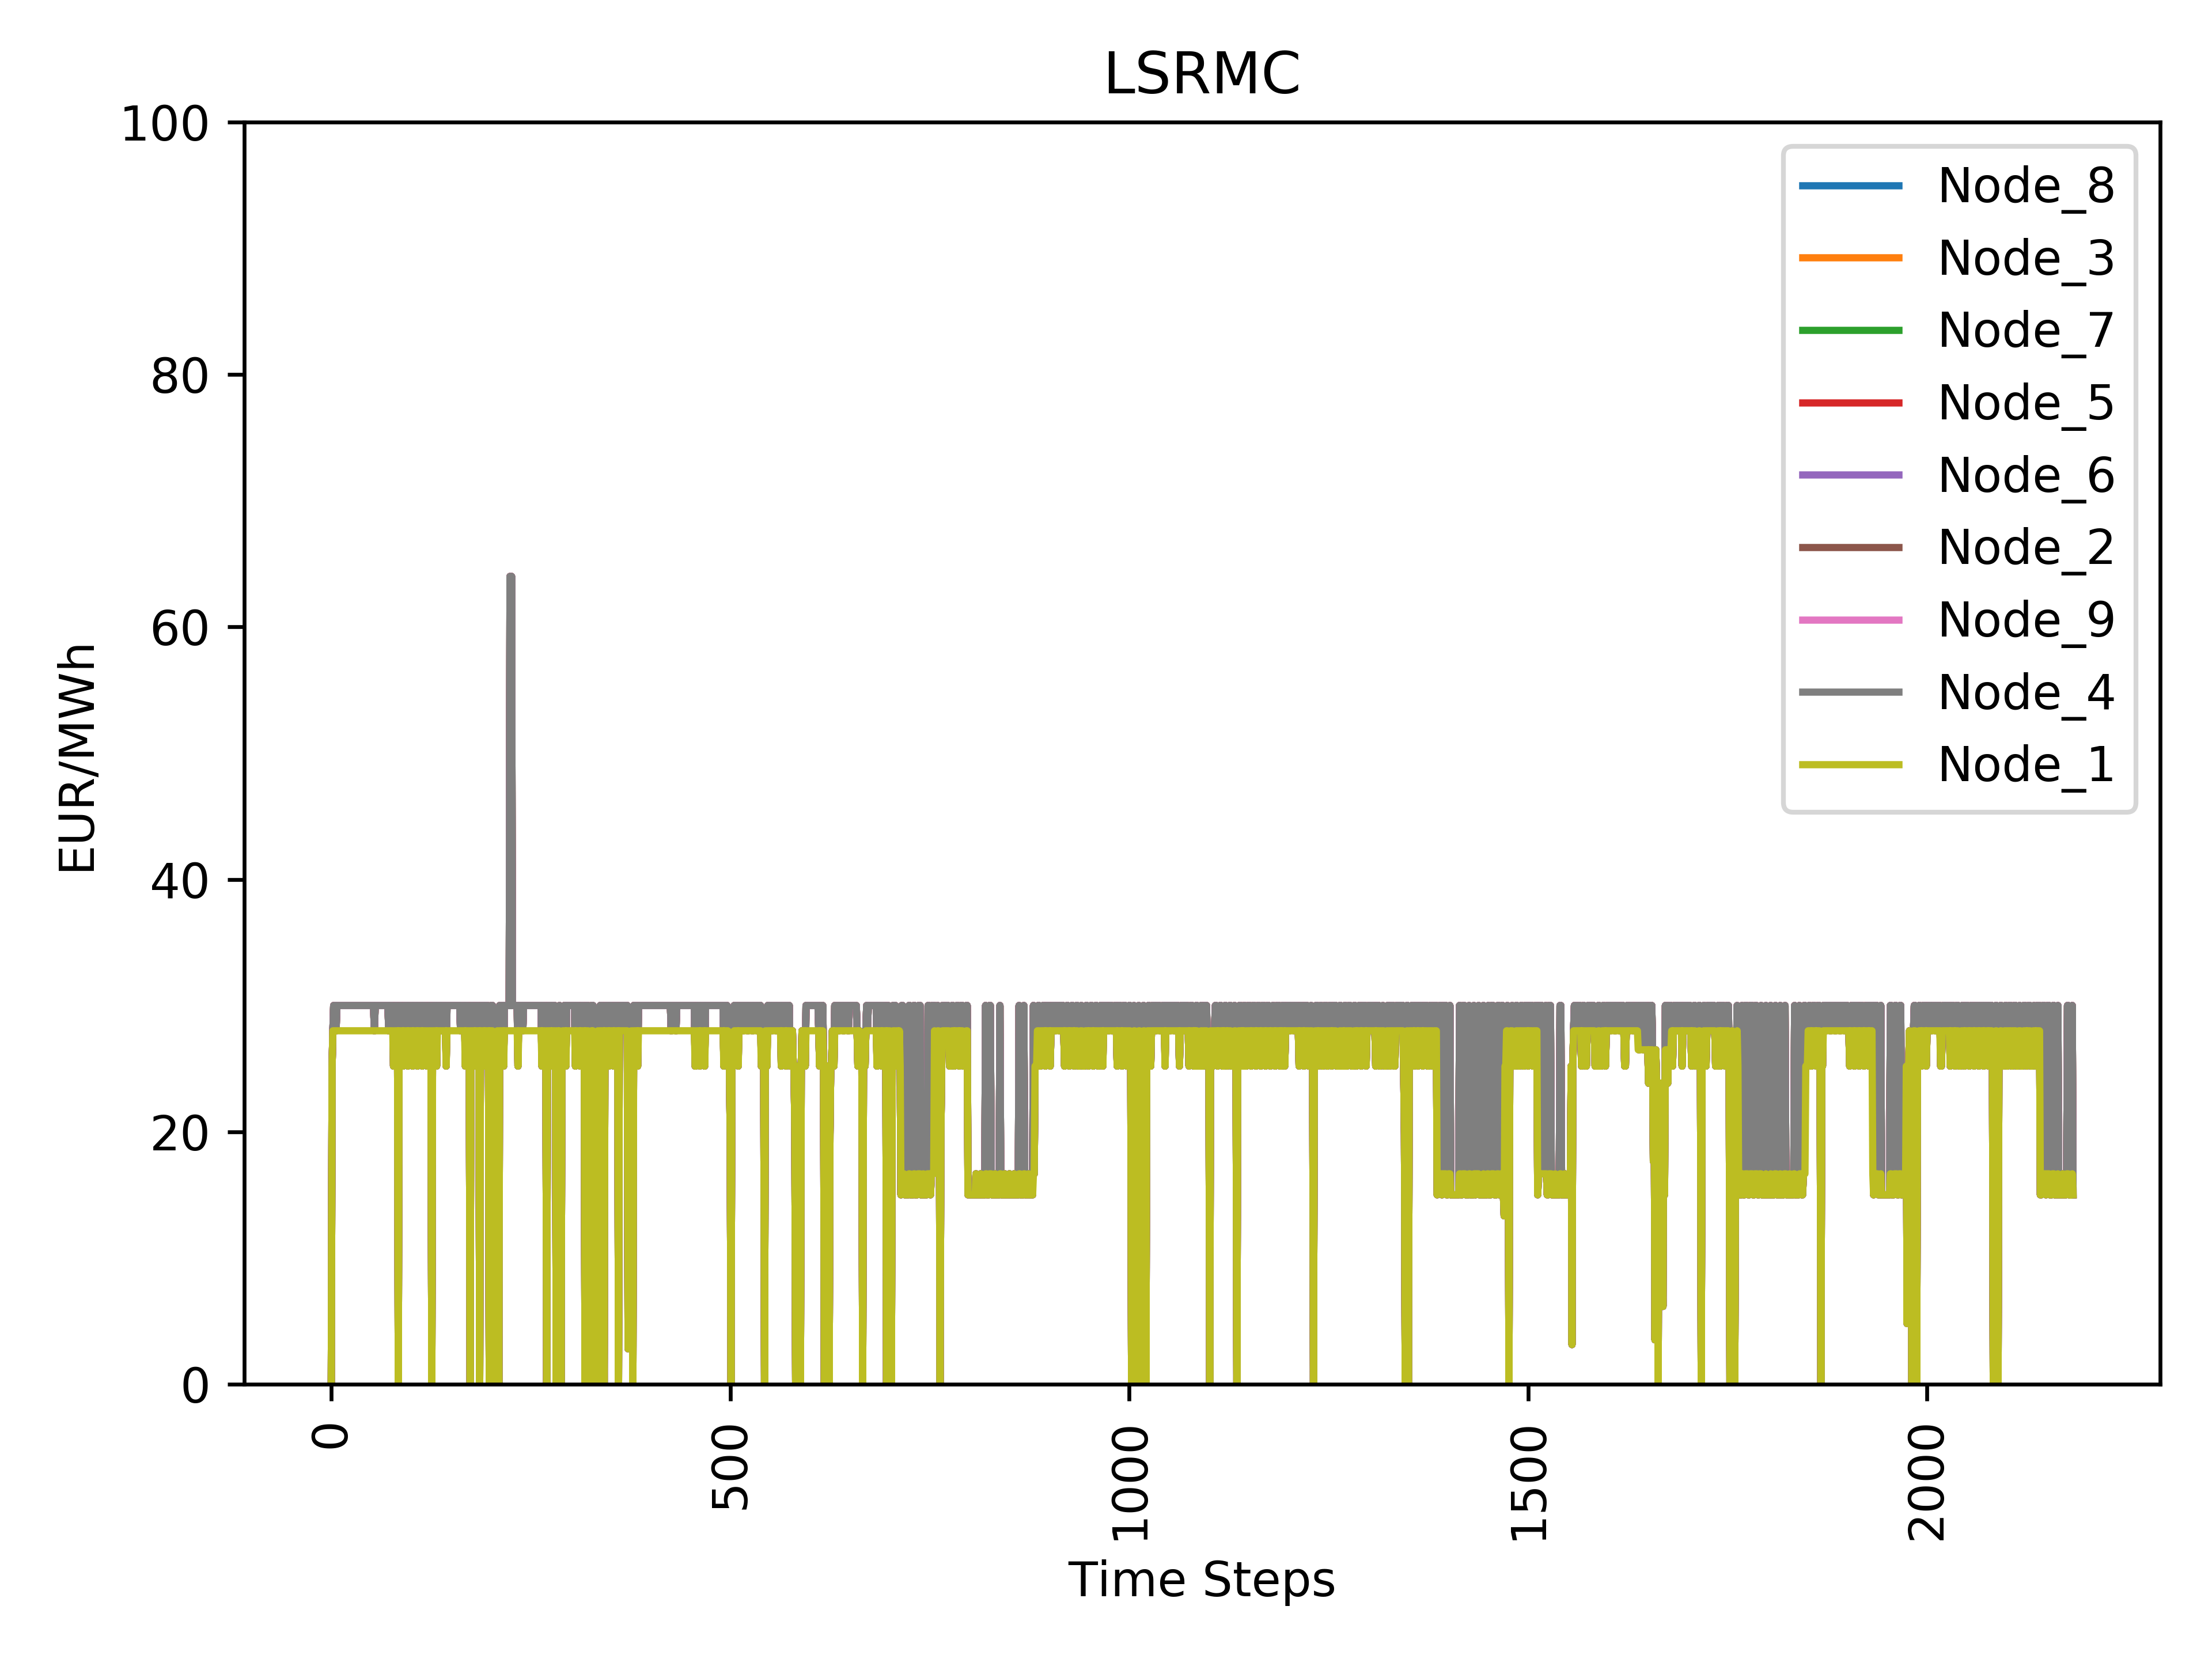 LSRMC
100
80
60
40
20
0
EUR/MWh
Node_8
Node_3
Node_7
Node_5
Node_6
Node_2
Node_9
Node_4
Node_1
0
500
1000
1500
2000
Time Steps